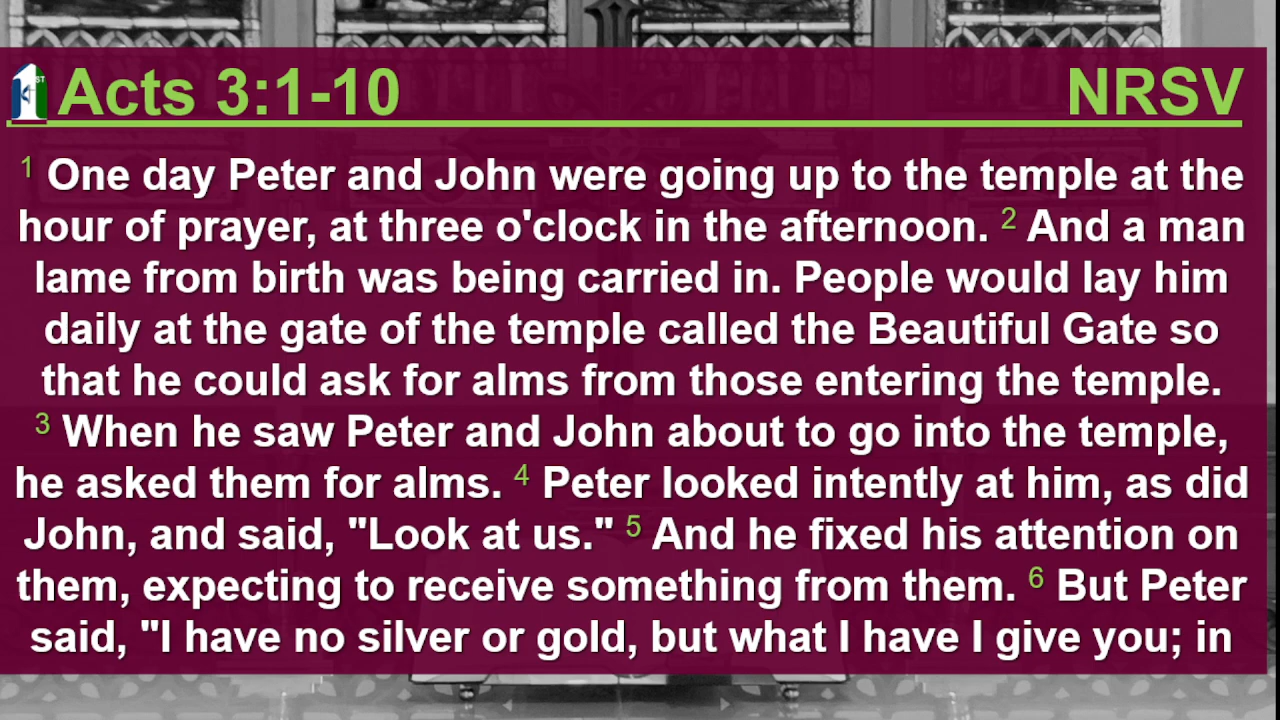 ST
Acts 3:1-10 NRSV
1 One day Peter and John were going up to the temple at the
hour of prayer, at three o'clock in the afternoon. 2 And a man
lame from birth was being carried in. People would lay him
daily at the gate of the temple called the Beautiful Gate so
that he could ask for alms from those entering the temple.
3 When he saw Peter and John about to go into the temple,
he asked them for alms. 4 Peter looked intently at him, as did
John, and said, "Look at us." 5 And he fixed his attention on
them, expecting to receive something from them. 6 But Peter
said, "I have no silver or gold, but what I have I give you; in